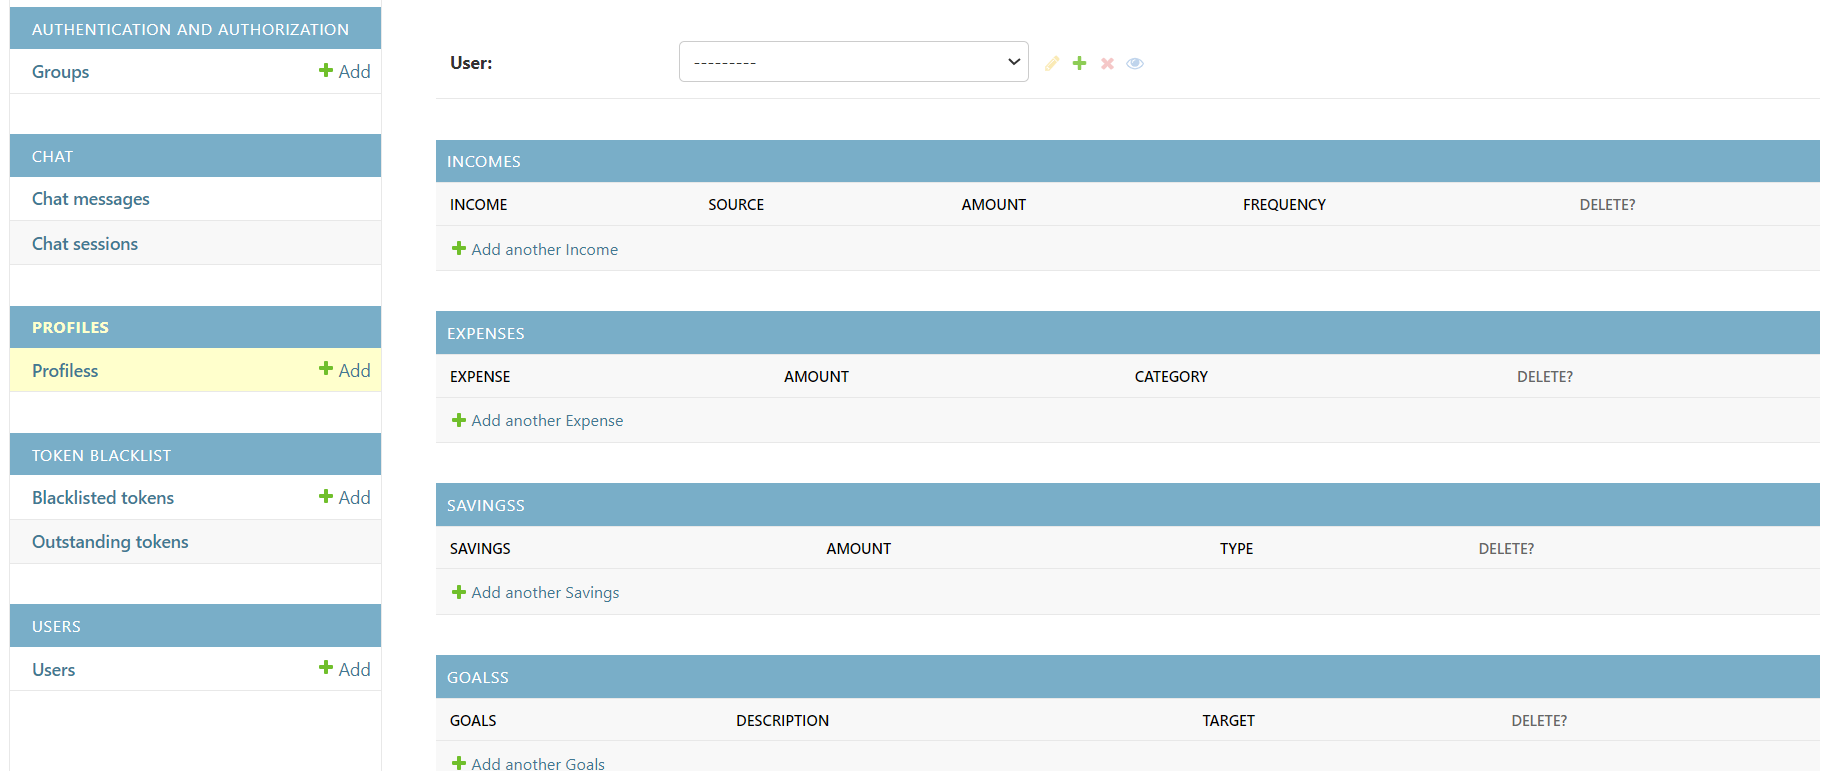 AUTHENTICATION AND AUTHORIZATION
Groups Add
CHAT
Chat messages
Chat sessions
PROFILES
Profiless Add
TOKEN BLACKLIST
Blacklisted tokens Add
Outstanding tokens
USERS
Users Add
User: ---------
INCOMES
INCOME SOURCE AMOUNT FREQUENCY DELETE?
Add another Income
EXPENSES
EXPENSE AMOUNT CATEGORY DELETE?
Add another Expense
SAVINGSS
SAVINGS AMOUNT TYPE DELETE?
Add another Savings
GOALSS
GOALS DESCRIPTION TARGET DELETE?
Add another Goals